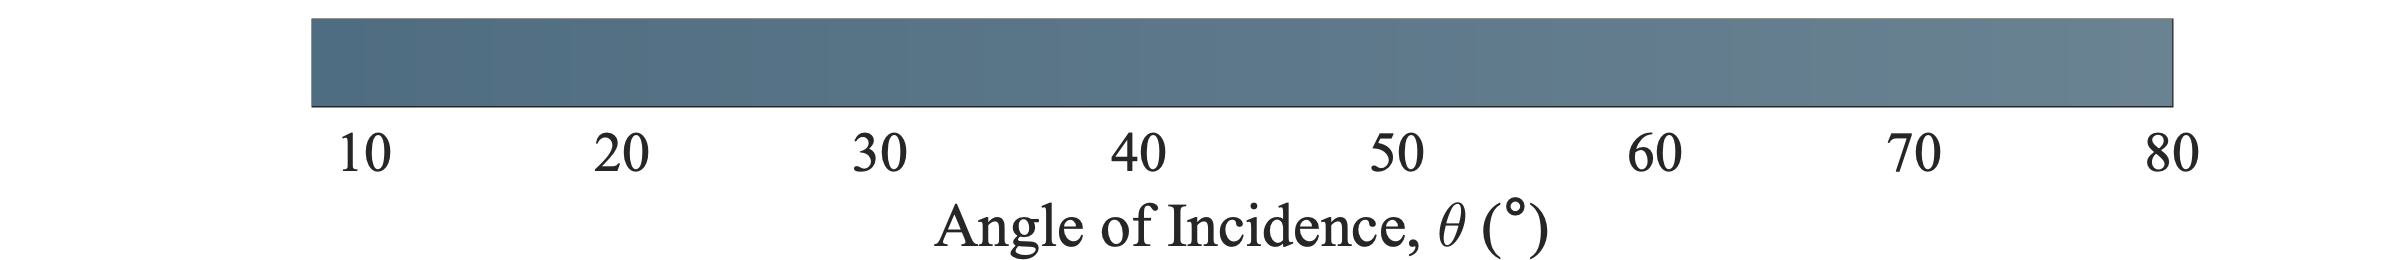 10 20 30 40 50 60 70 80
Angle of Incidence, θ (°)